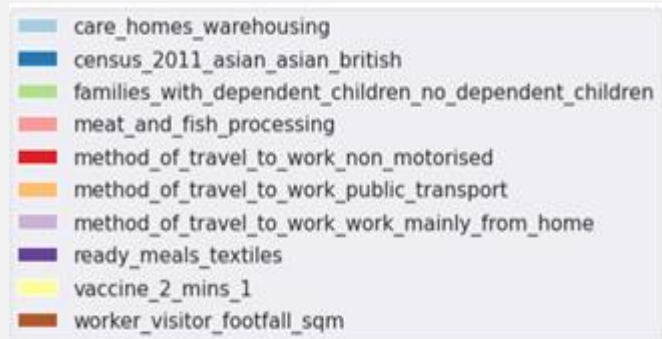 care_homes_warehousing
census_2011_asian_asian_british
families_with_dependent_children_no_dependent_children
meat_and_fish_processing
method_of_travel_to_work_non_motorised
method_of_travel_to_work_public_transport
method_of_travel_to_work_work_mainly_from_home
ready_meals_textiles
vaccine_2_mins_1
worker_visitor_footfall_sqm